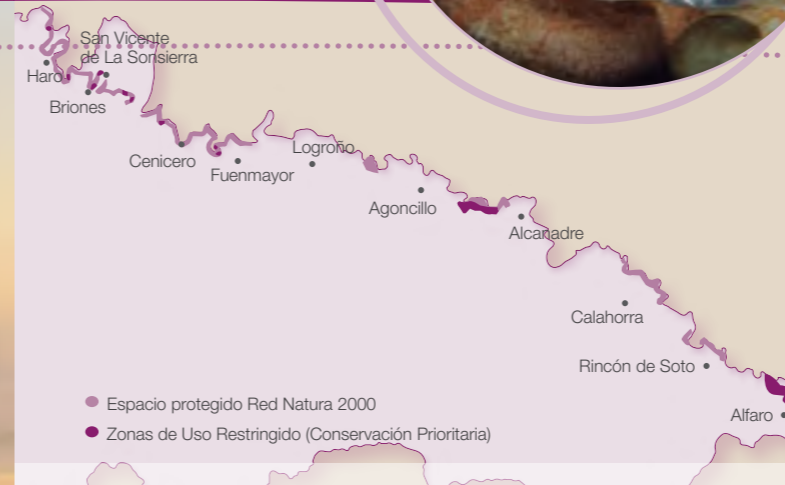 San Vicente
de La Sonsierra
Haro
Briones
Cenicero
Fuenmayor
Logroño
Agoncillo
Alcanadre
Calahorra
Rincón de Soto
Alfaro
Espacio protegido Red Natura 2000
Zonas de Uso Restringido (Conservación Prioritaria)